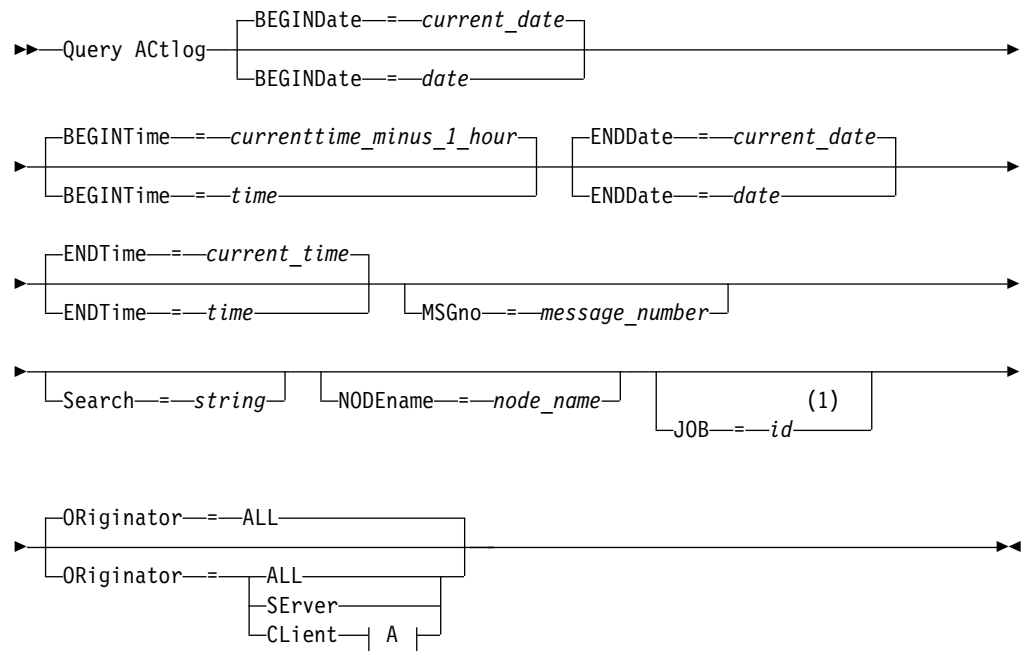 BEGINDate = current_date
Query ACtlog
BEGINDate = date
BEGINTime = currenttime_minus_1_hour ENDDate = current_date
BEGINTime = time ENDDate = date
ENDTime = current_time
ENDTime = time MSGno = message_number
Search = string NODEname = node_name (1)
JOB = id
ORiginator = ALL
ORiginator = ALL
SErver
CLient A